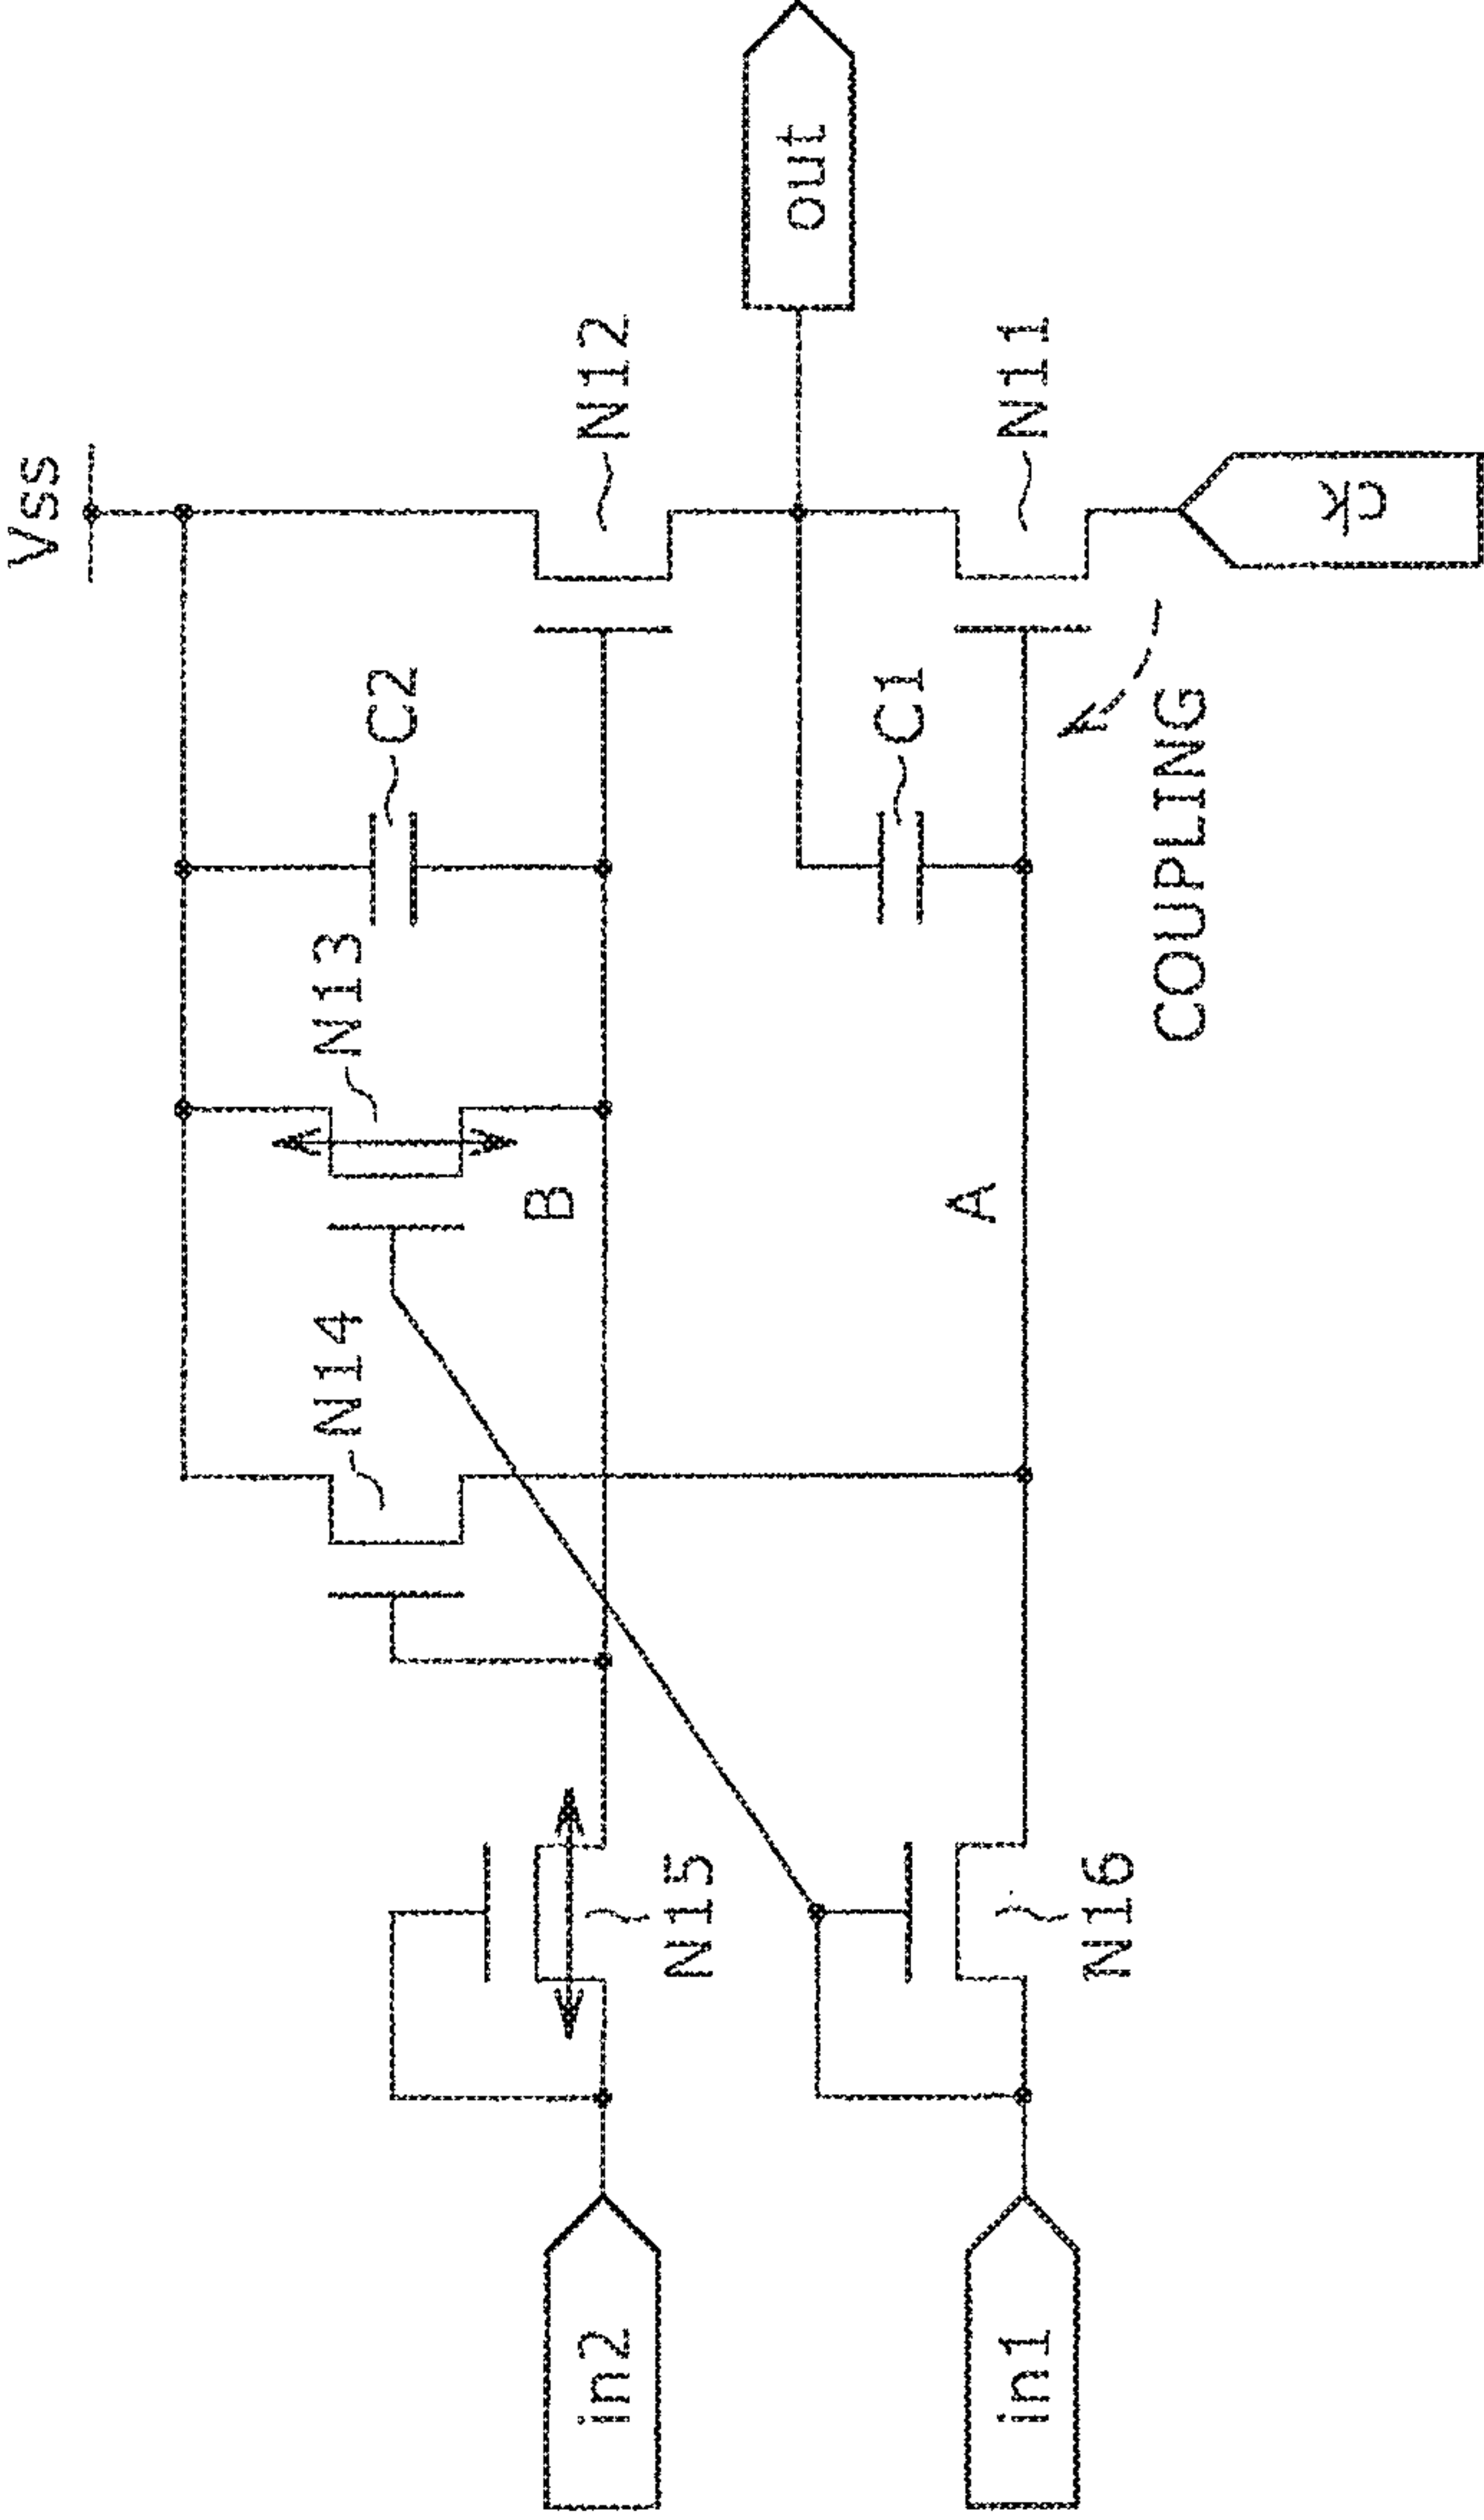 Vss
N14
N13
C2
N12
B
in2
N15
out
C1
A
N11
in1
N16
COUPLING
ck